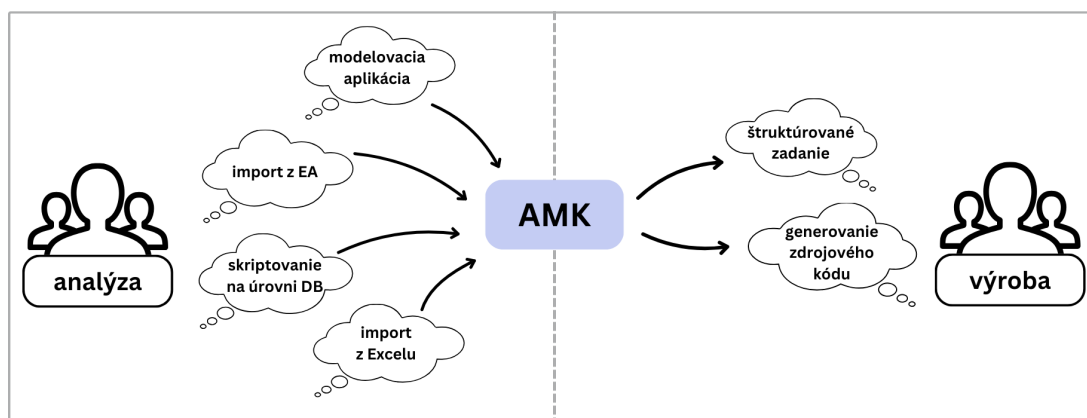 modelovacia
aplikácia
import z EA
analýza
skriptovanie
na úrovni DB
import
z Excelu
AMK
štruktúrované
zadanie
generovanie
zdrojového
kódu
výroba